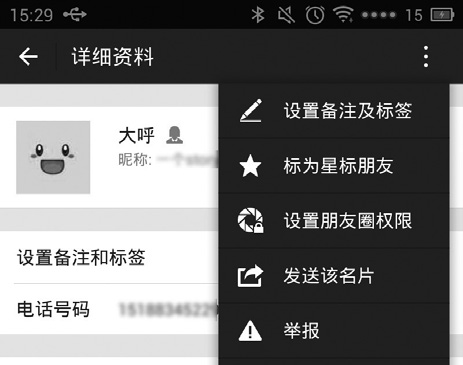 15:29
15
详细资料
大呼
昵称:
设置备注和标签
电话号码
设置备注及标签
标为星标朋友
设置朋友圈权限
发送该名片
举报